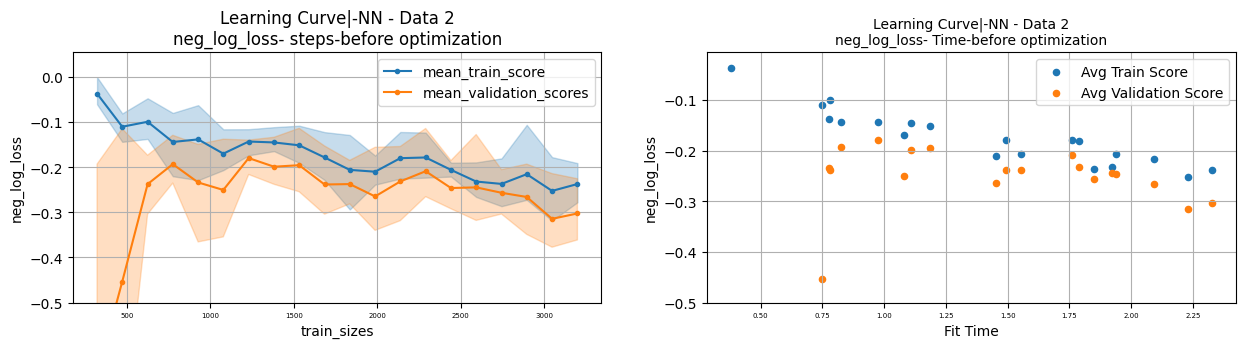 Learning Curve|-NN - Data 2
neg_log_loss- steps-before optimization
mean_train_score
mean_validation_scores
neg_log_loss
0.0
−0.1
−0.2
−0.3
−0.4
−0.5
500
1000
1500
2000
2500
3000
train_sizes
Learning Curve|-NN - Data 2
neg_log_loss- Time-before optimization
Avg Train Score
Avg Validation Score
neg_log_loss
−0.1
−0.2
−0.3
−0.4
−0.5
0.50
0.75
1.00
1.25
1.50
1.75
2.00
2.25
Fit Time